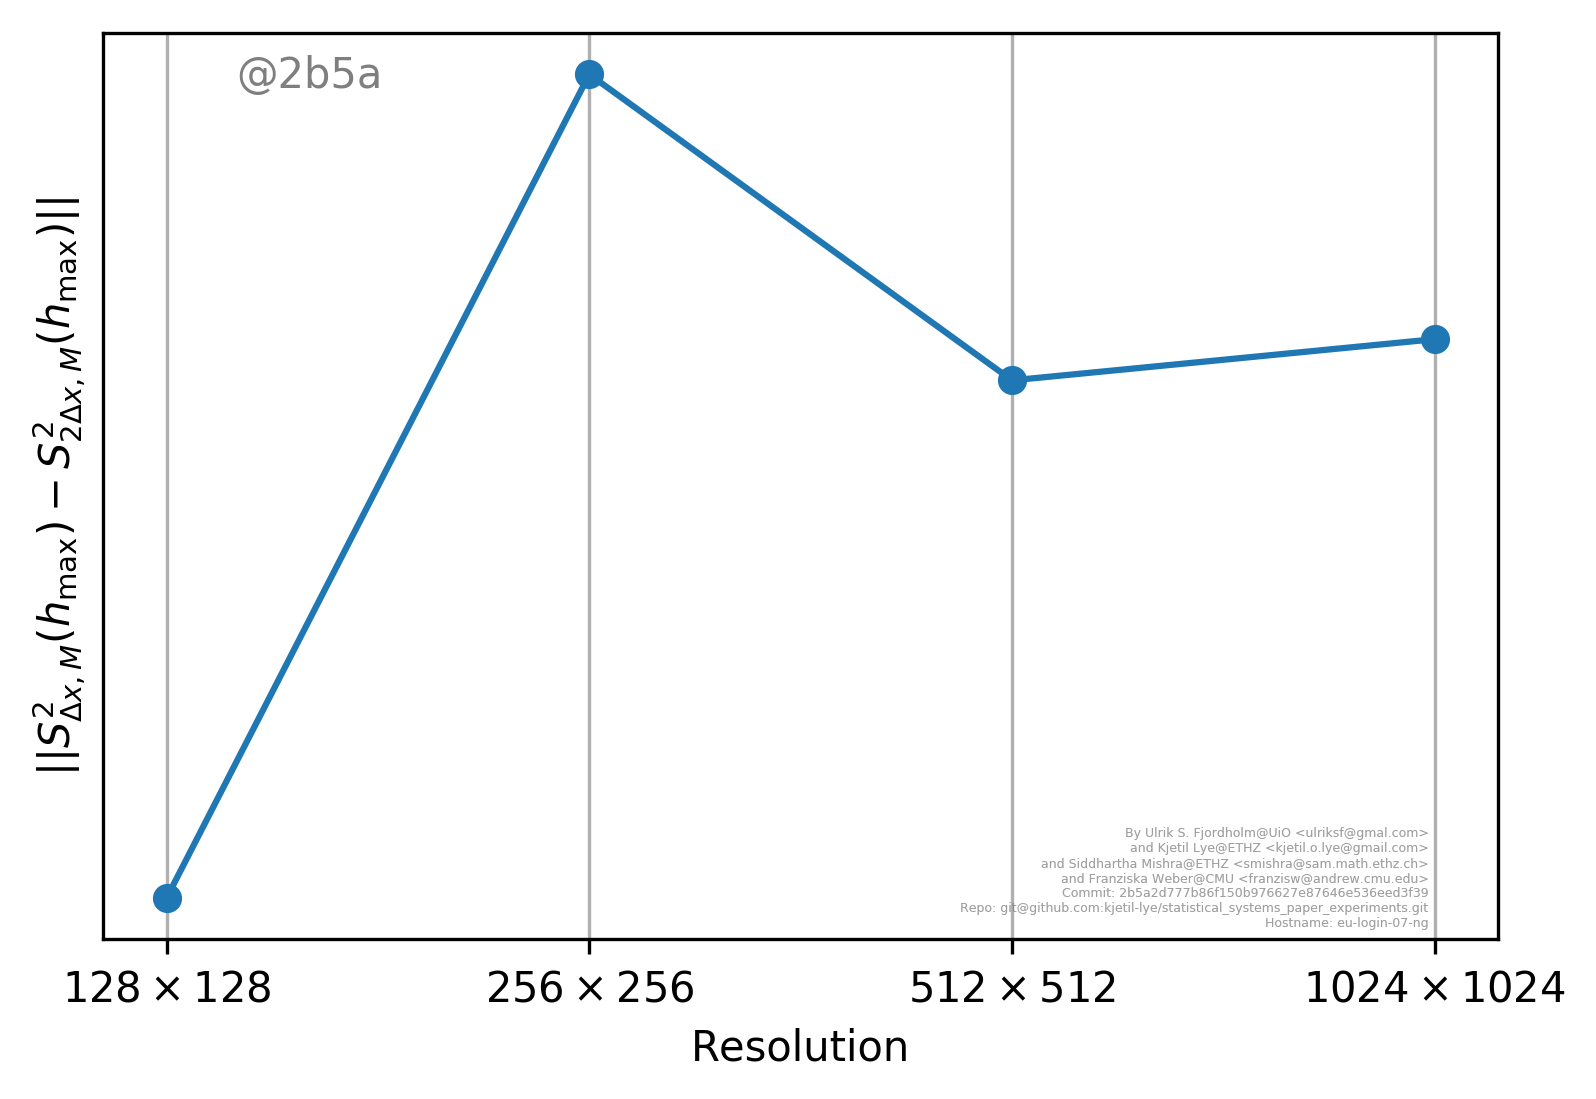 @2b5a
||S²_{Δx, M}(h_max) − S²_{2Δx, M}(h_max)||
By Ulrik S. Fjordholm@UiO <ulriksf@gmal.com>
and Kjetil Lye@ETHZ <kjetil.o.lye@gmail.com>
and Siddhartha Mishra@ETHZ <smishra@sam.math.ethz.ch>
and Franziska Weber@CMU <franzisw@andrew.cmu.edu>
Commit: 2b5a2d777b86f150b976627e87646e536eed3f39
Repo: git@github.com:kjetil-lye/statistical_systems_paper_experiments.git
Hostname: eu-login-07-ng
128 × 128 256 × 256 512 × 512 1024 × 1024
Resolution